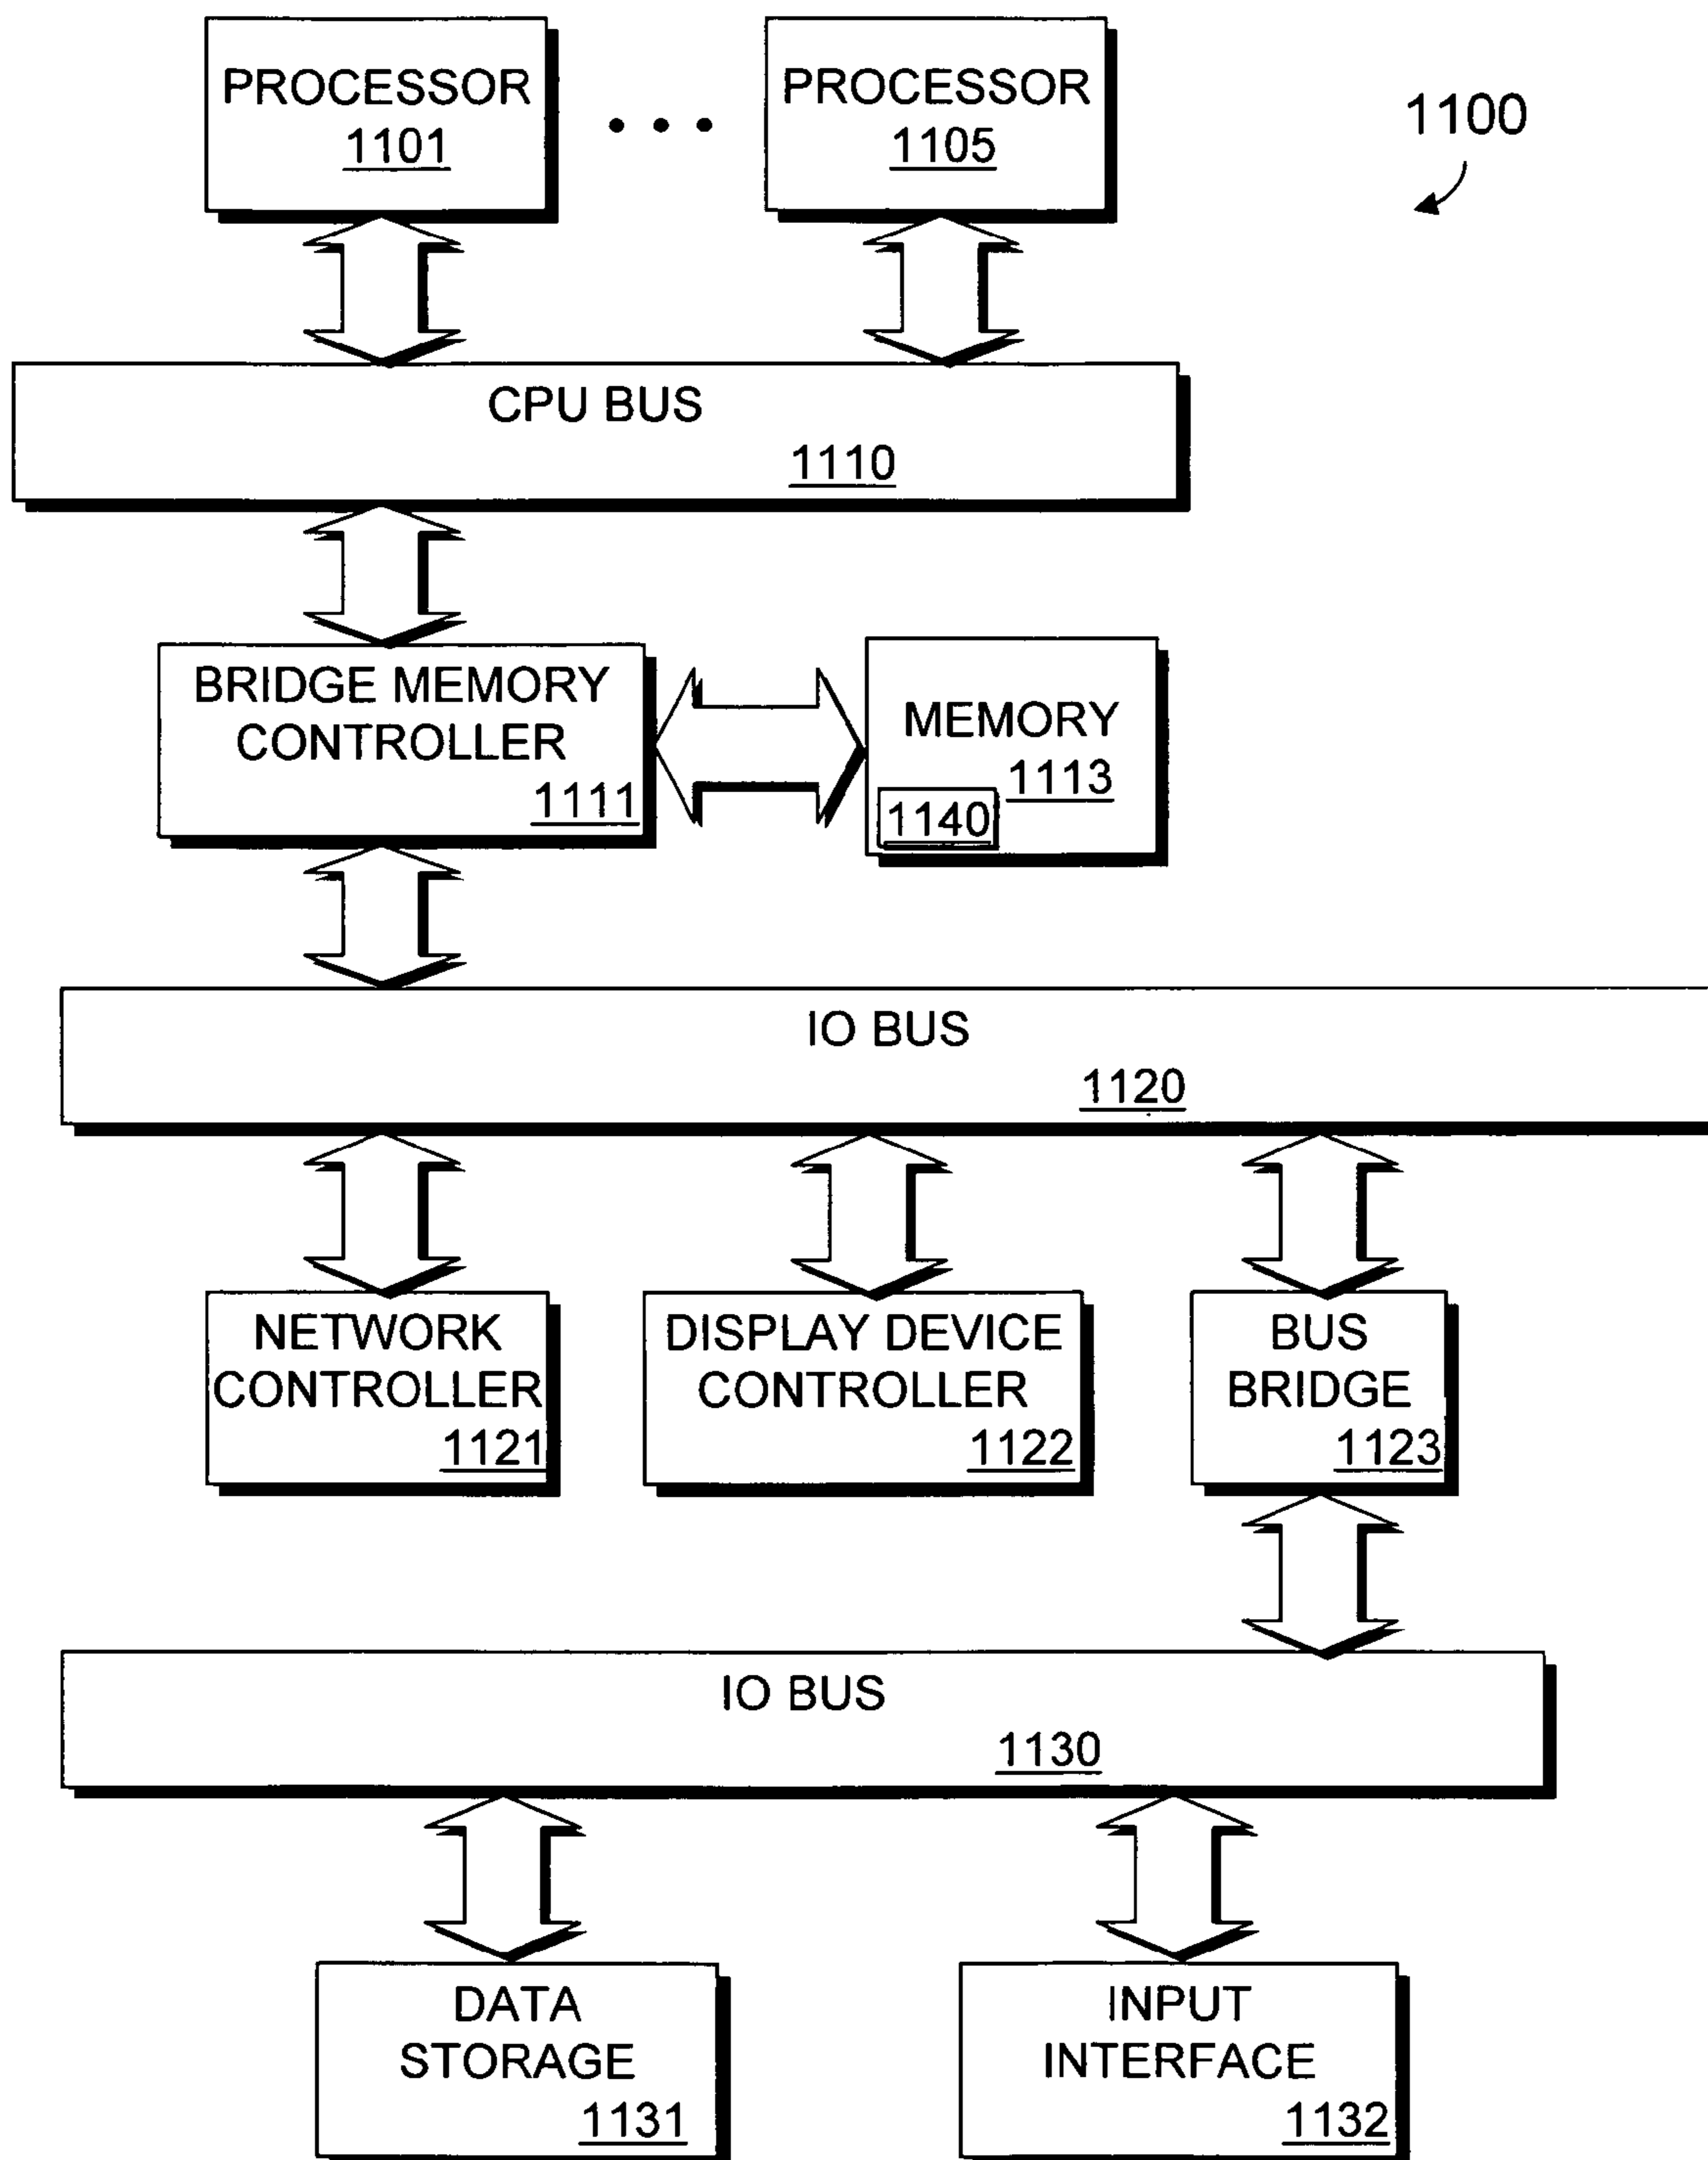 PROCESSOR
1101
PROCESSOR
1105
1100
CPU BUS
1110
BRIDGE MEMORY
CONTROLLER
1111
MEMORY
1113
1140
IO BUS
1120
NETWORK
CONTROLLER
1121
DISPLAY DEVICE
CONTROLLER
1122
BUS
BRIDGE
1123
IO BUS
1130
DATA
STORAGE
1131
INPUT
INTERFACE
1132